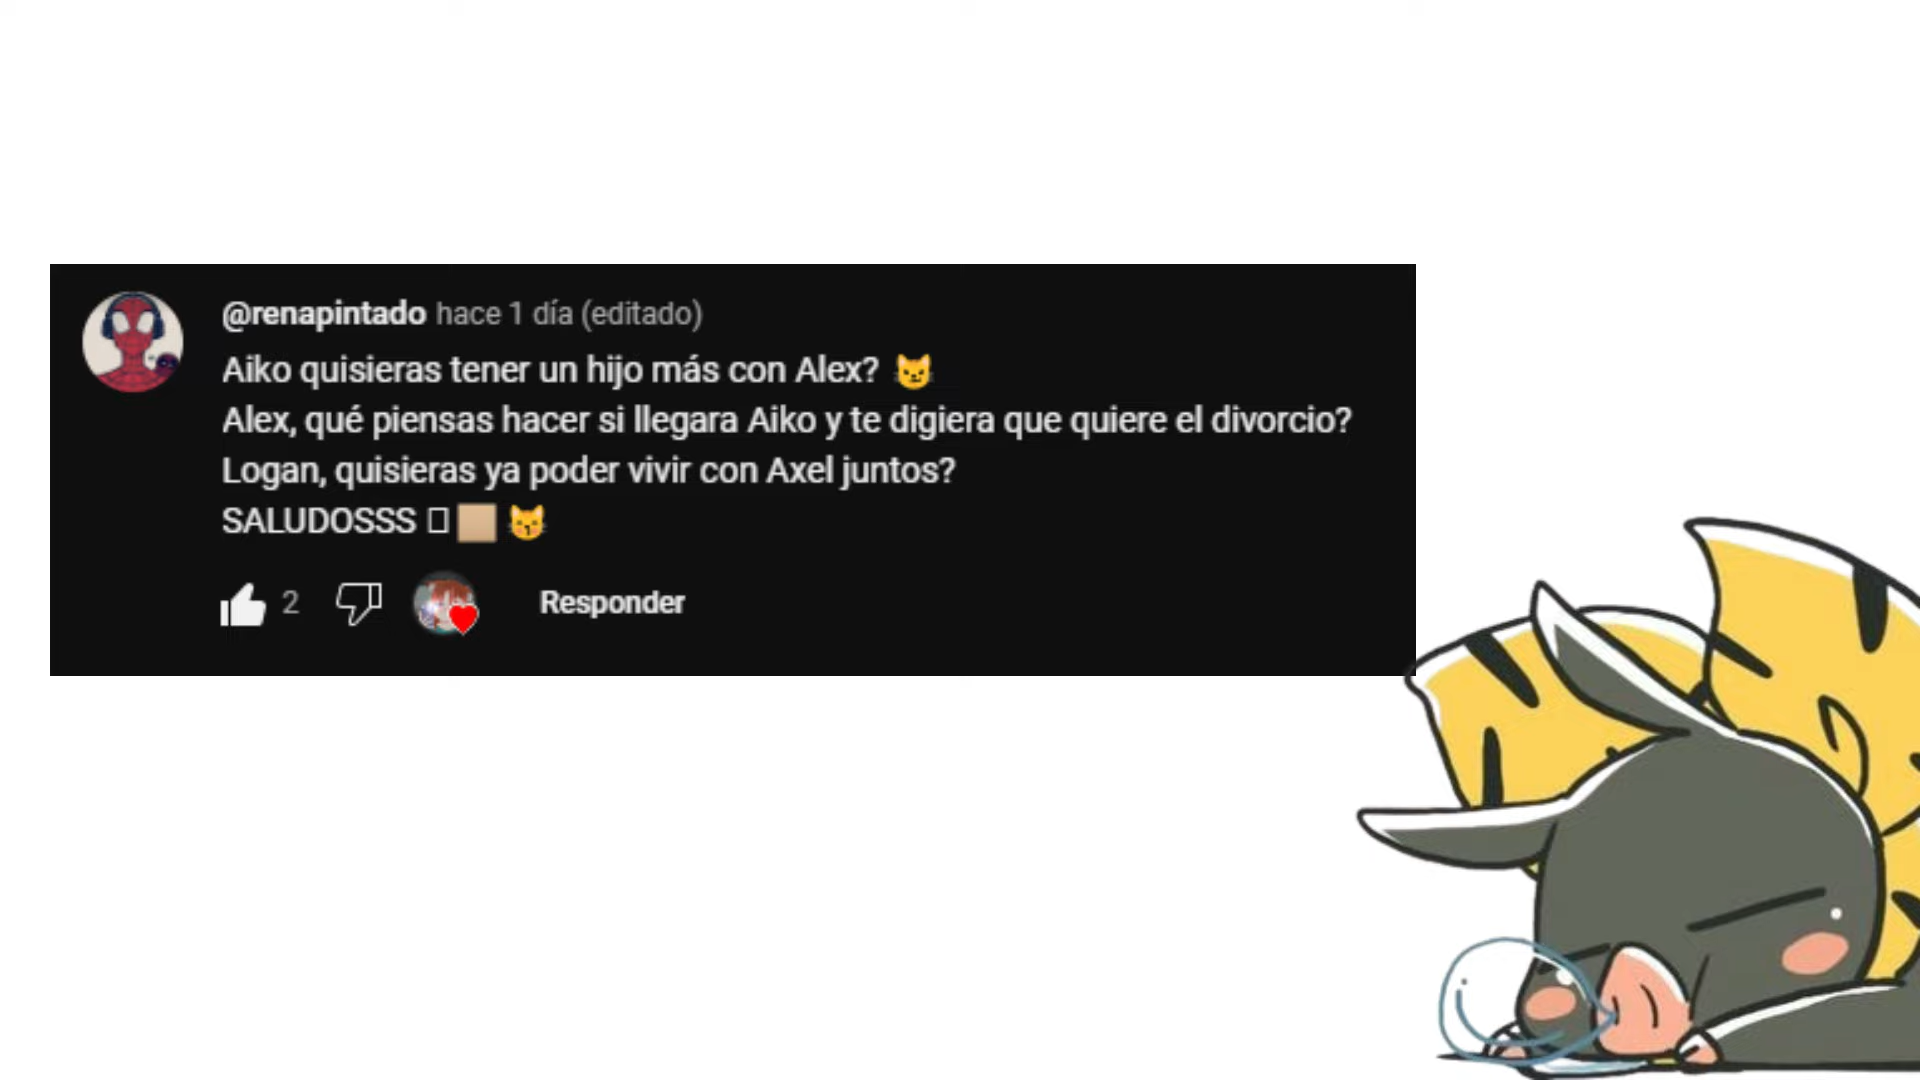 @renapintado hace 1 día (editado)
Aiko quisieras tener un hijo más con Alex? 😼
Alex, qué piensas hacer si llegara Aiko y te digiera que quiere el divorcio?
Logan, quisieras ya poder vivir con Axel juntos?
SALUDOSSS 😽
2 Responder